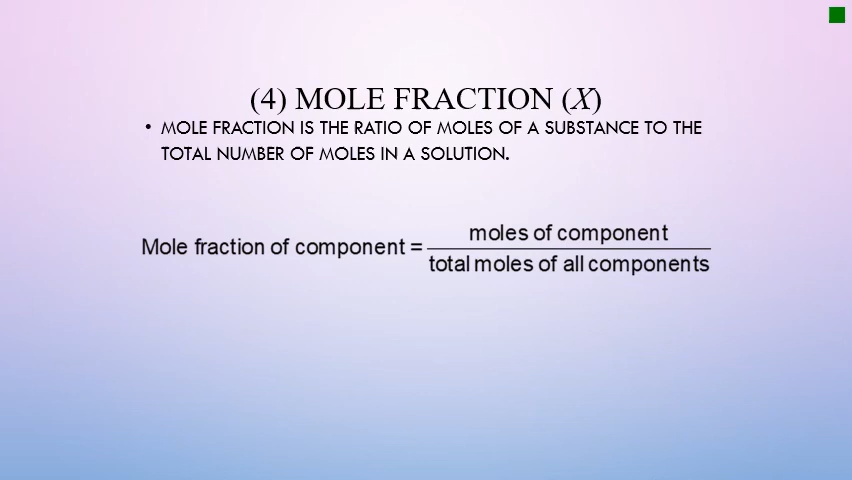 (4) MOLE FRACTION (X)
• MOLE FRACTION IS THE RATIO OF MOLES OF A SUBSTANCE TO THE
TOTAL NUMBER OF MOLES IN A SOLUTION.
Mole fraction of component = moles of component
total moles of all components